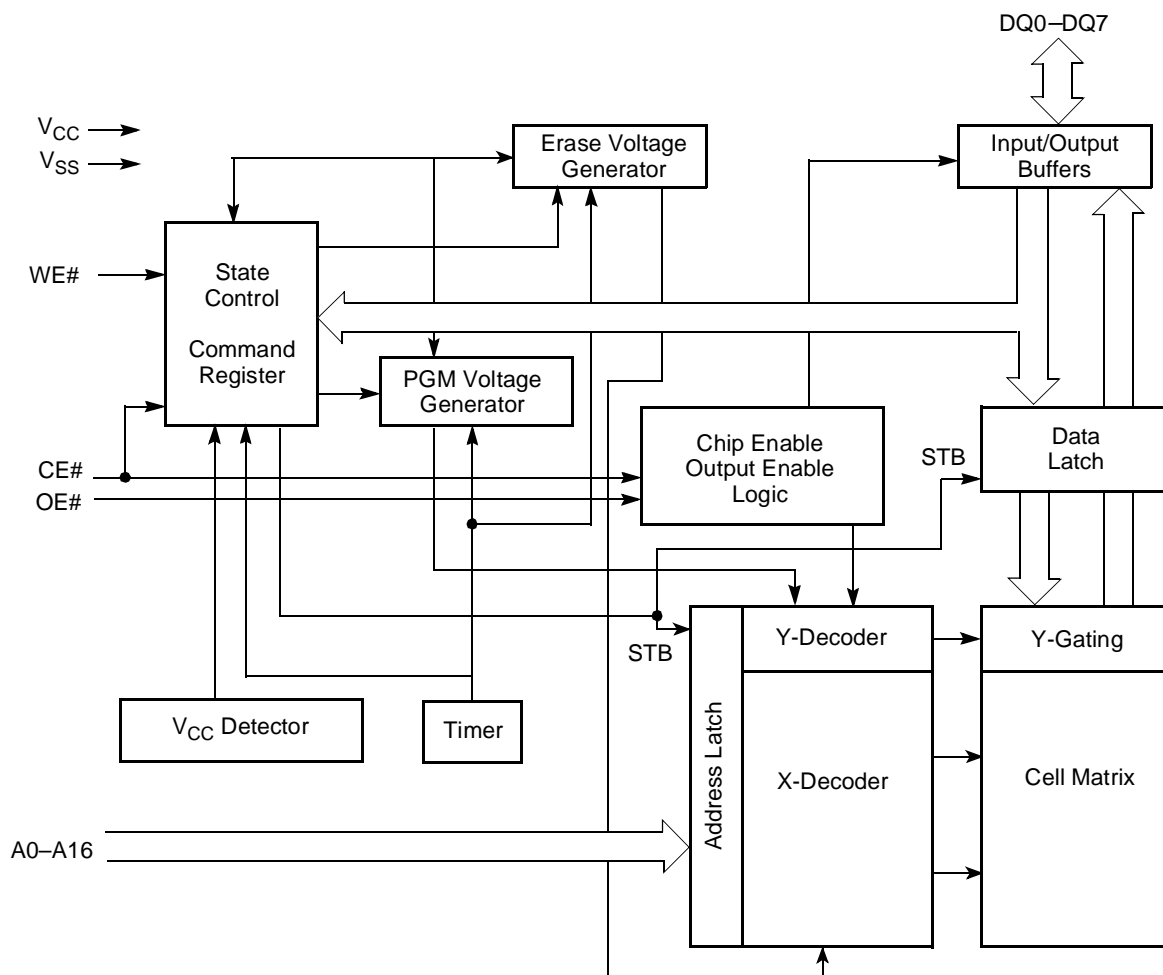 DQ0–DQ7
VCC
VSS
Erase Voltage
Generator
Input/Output
Buffers
WE#
State
Control
Command
Register
PGM Voltage
Generator
Chip Enable
Output Enable
Logic
STB
Data
Latch
CE#
OE#
STB
Y-Decoder
Y-Gating
VCC Detector
Timer
Address Latch
X-Decoder
Cell Matrix
A0–A16